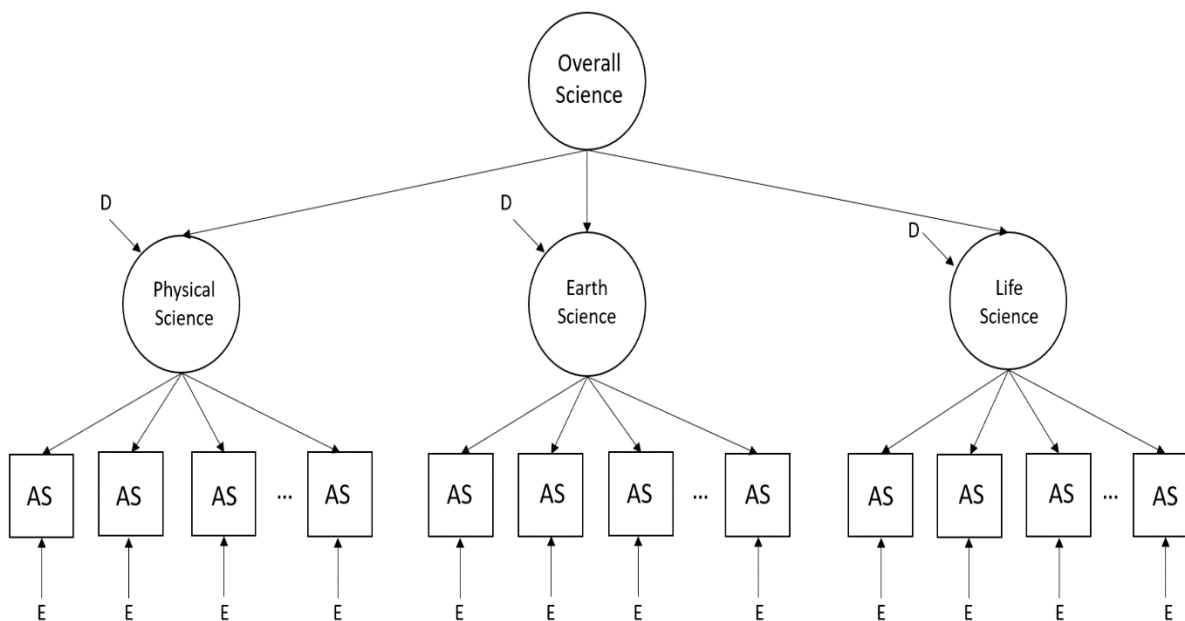 Overall
Science
D
D
D
Physical
Science
Earth
Science
Life
Science
AS AS AS ... AS AS AS AS ... AS AS AS AS ... AS
E E E E E E E E E E E E